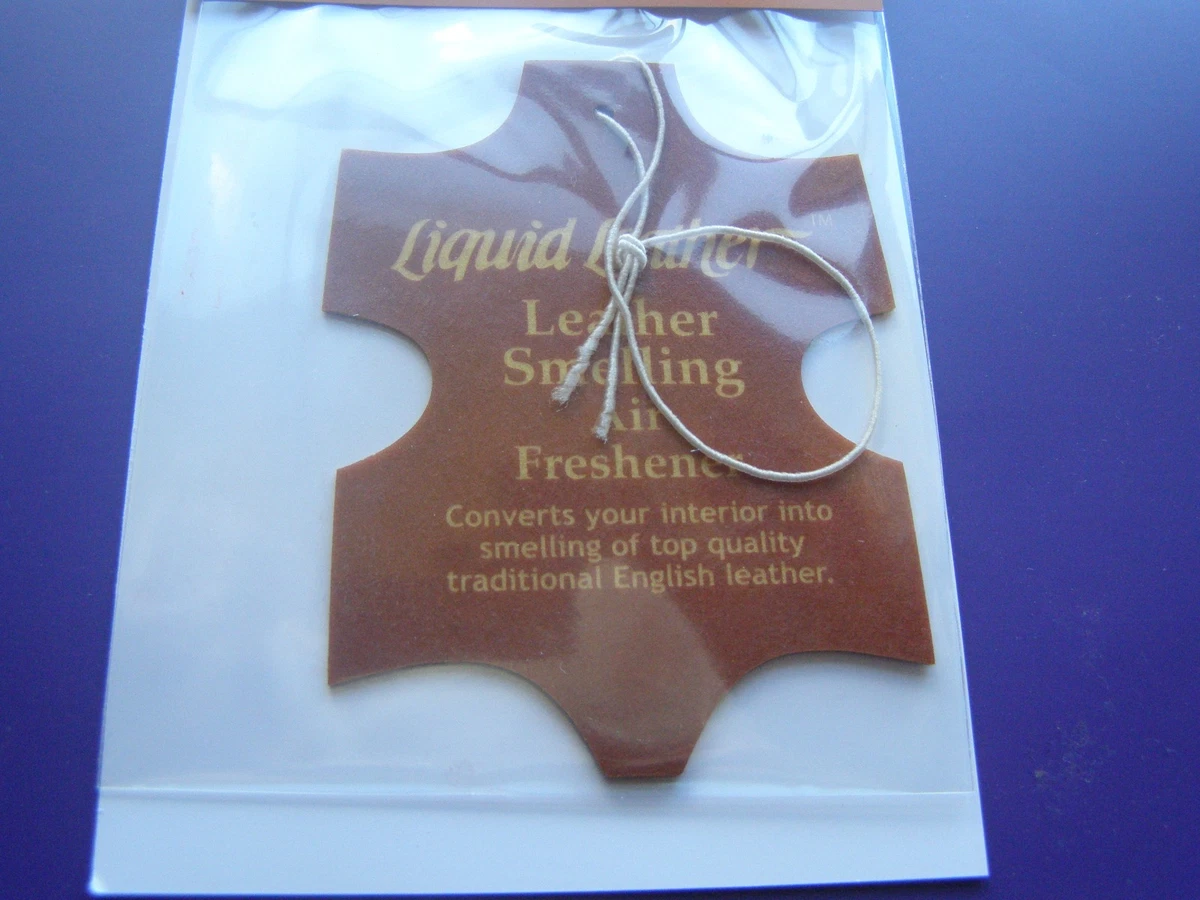 Liquid Leather™
Leather
Smelling
Air
Freshener
Converts your interior into
smelling of top quality
traditional English leather.